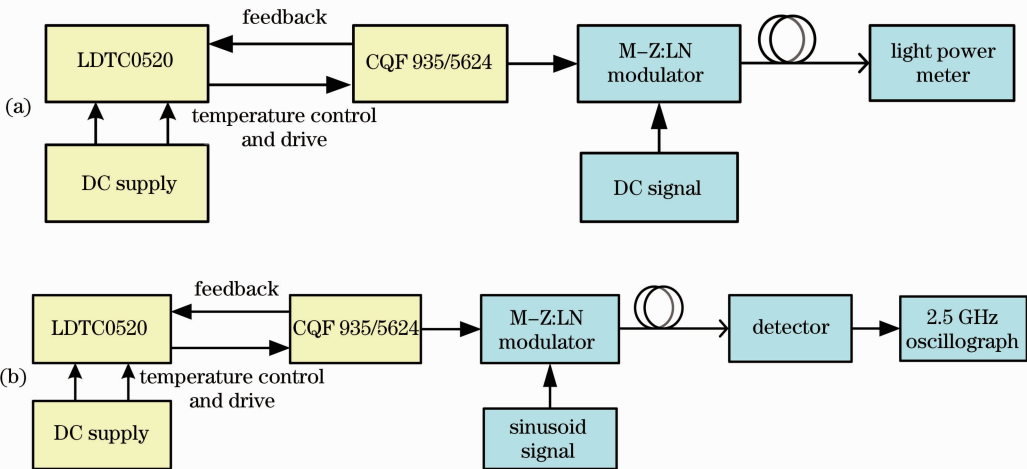 feedback
LDTC0520
CQF 935/5624
M–Z:LN
modulator
light power
meter
(a)
temperature control
and drive
DC supply
DC signal
feedback
LDTC0520
CQF 935/5624
M–Z:LN
modulator
detector
2.5 GHz
oscillograph
(b)
temperature control
and drive
DC supply
sinusoid
signal